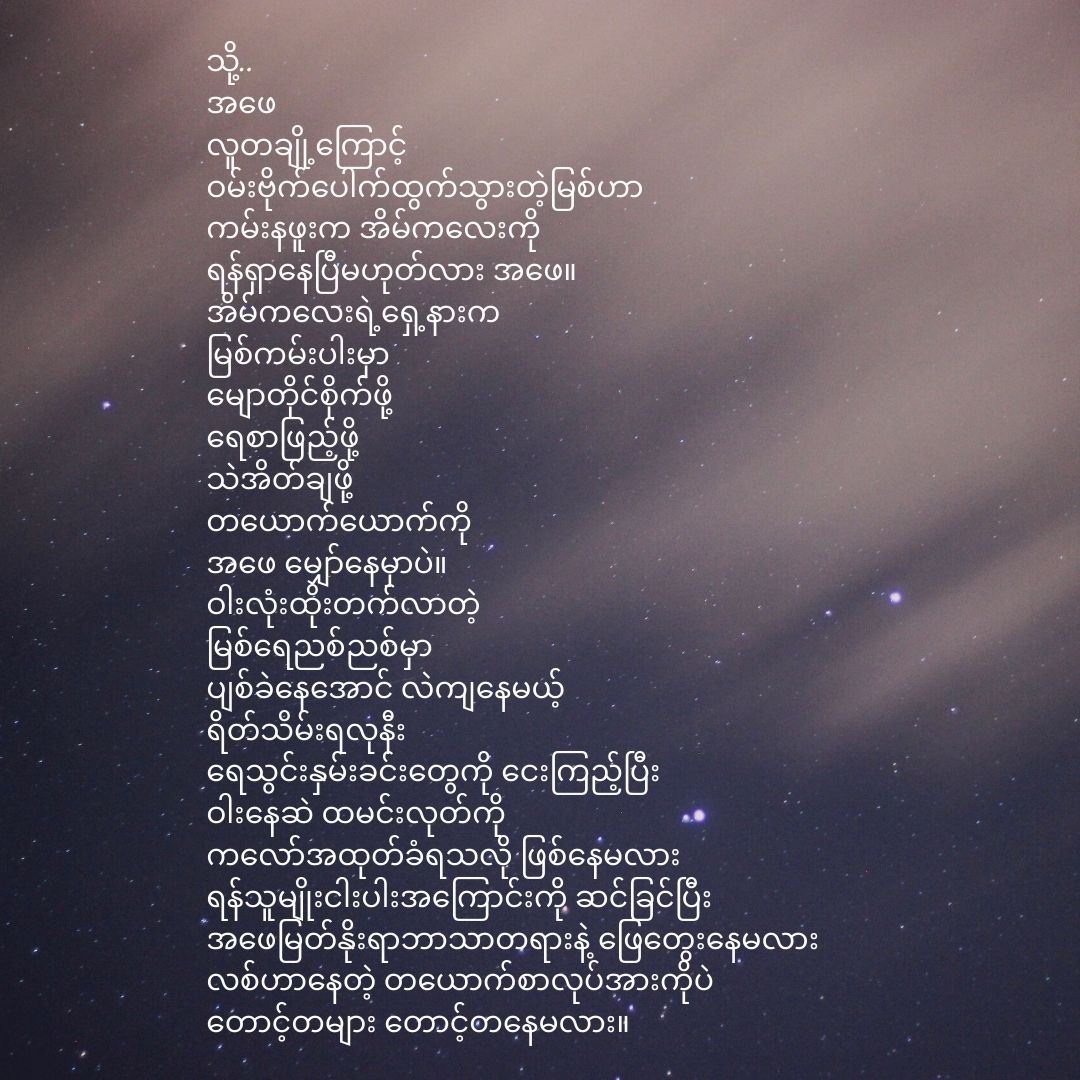 သို့..
အဖေ
လူတချို့ကြောင့်
ဝမ်းဗိုက်ပေါက်ထွက်သွားတဲ့မြစ်ဟာ
ကမ်းနဖူးက အိမ်ကလေးကို
ရန်ရှာနေပြီမဟုတ်လား အဖေ။
အိမ်ကလေးရဲ့ရှေ့နားက
မြစ်ကမ်းပါးမှာ
မျောတိုင်စိုက်ဖို့
ရေစာဖြည့်ဖို့
သဲအိတ်ချဖို့
တယောက်ယောက်ကို
အဖေ မျှော်နေမှာပဲ။
ဝါးလုံးထိုးတက်လာတဲ့
မြစ်ရေညစ်ညစ်မှာ
ပျစ်ခဲနေအောင် လဲကျနေမယ့်
ရိတ်သိမ်းရလုနီး
ရေသွင်းနှမ်းခင်းတွေကို ငေးကြည့်ပြီး
ဝါးနေဆဲ ထမင်းလုတ်ကို
ကလော်အထုတ်ခံရသလို ဖြစ်နေမလား
ရန်သူမျိုးငါးပါးအကြောင်းကို ဆင်ခြင်ပြီး
အဖေမြတ်နိုးရာဘာသာတရားနဲ့ ဖြေတွေးနေမလား
လစ်ဟာနေတဲ့ တယောက်စာလုပ်အားကိုပဲ
တောင့်တများ တောင့်တနေမလား။